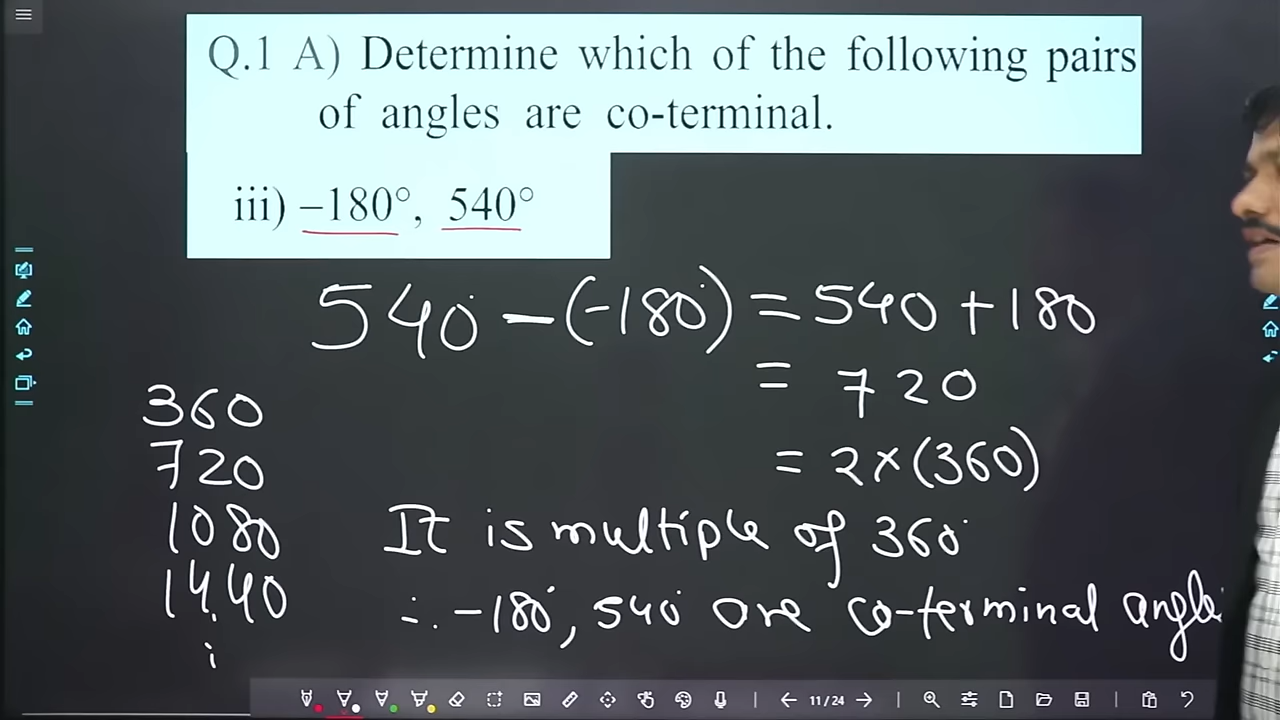 Q.1 A) Determine which of the following pairs
of angles are co-terminal.
iii) –180°, 540°
540° – (-180°) = 540 + 180
= 720
= 2×(360)
360
720
1080
1440
It is multiple of 360°
∴ -180°, 540° are co-terminal angle
11/24